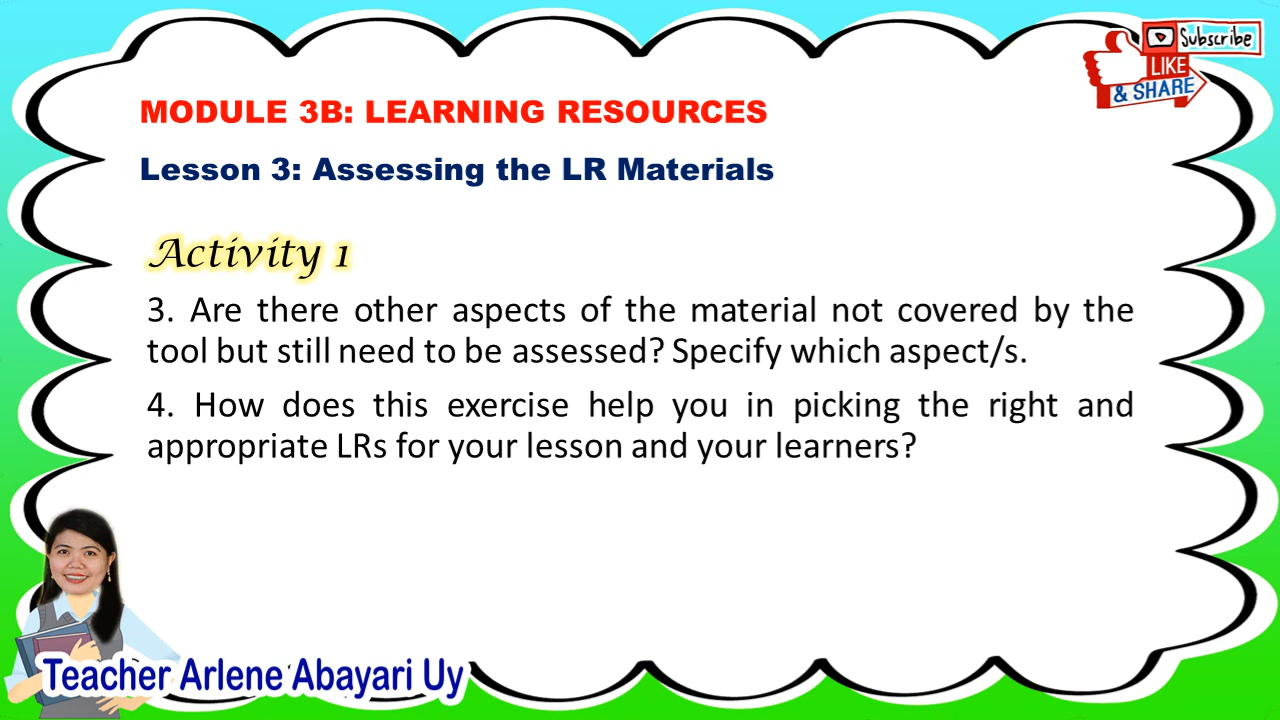 Subscribe
LIKE
& SHARE
MODULE 3B: LEARNING RESOURCES
Lesson 3: Assessing the LR Materials
Activity 1
3. Are there other aspects of the material not covered by the
tool but still need to be assessed? Specify which aspect/s.
4. How does this exercise help you in picking the right and
appropriate LRs for your lesson and your learners?
Teacher Arlene Abayari Uy